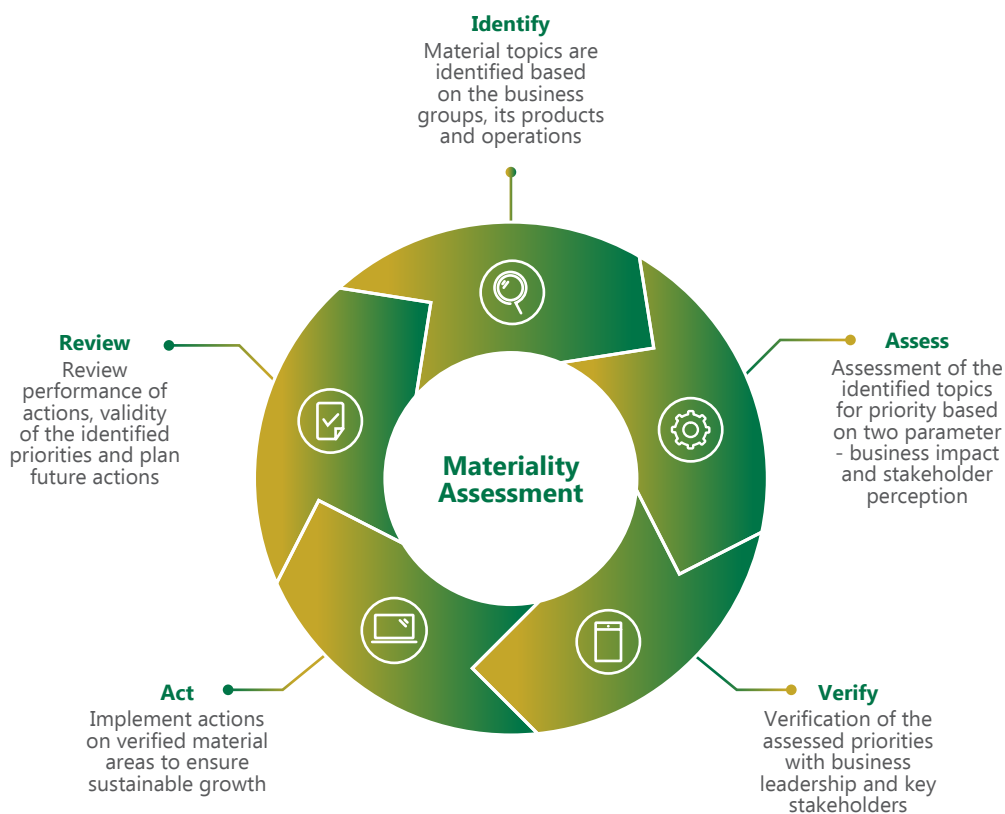 Identify
Material topics are
identified based
on the business
groups, its products
and operations
Assess
Assessment of the
identified topics
for priority based
on two parameter
- business impact
and stakeholder
perception
Verify
Verification of the
assessed priorities
with business
leadership and key
stakeholders
Act
Implement actions
on verified material
areas to ensure
sustainable growth
Review
Review
performance of
actions, validity
of the identified
priorities and plan
future actions
Materiality
Assessment